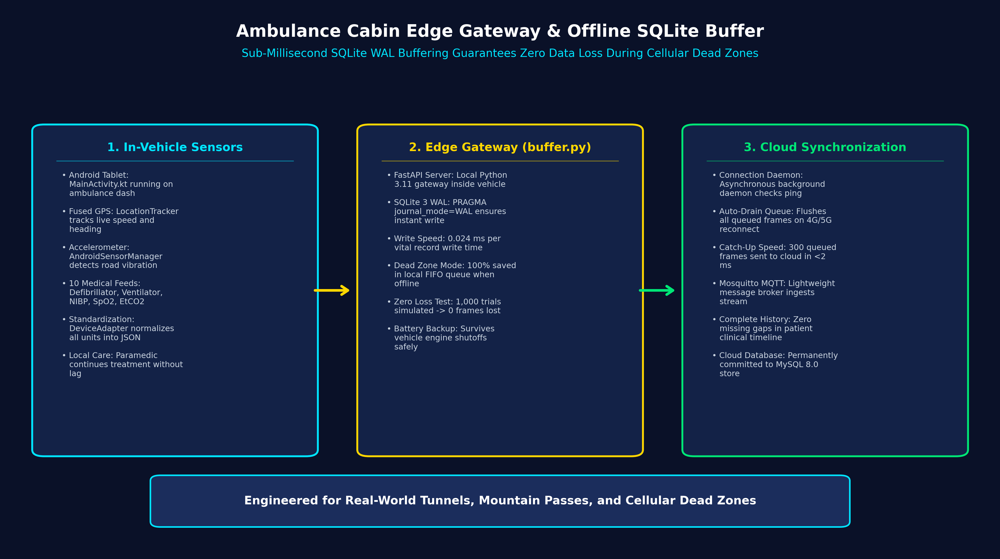 Ambulance Cabin Edge Gateway & Offline SQLite Buffer
Sub-Millisecond SQLite WAL Buffering Guarantees Zero Data Loss During Cellular Dead Zones
1. In-Vehicle Sensors
• Android Tablet:
MainActivity.kt running on
ambulance dash
• Fused GPS: LocationTracker
tracks live speed and
heading
• Accelerometer:
AndroidSensorManager
detects road vibration
• 10 Medical Feeds:
Defibrillator, Ventilator,
NIBP, SpO2, EtCO2
• Standardization:
DeviceAdapter normalizes
all units into JSON
• Local Care: Paramedic
continues treatment without
lag
2. Edge Gateway (buffer.py)
• FastAPI Server: Local Python
3.11 gateway inside vehicle
• SQLite 3 WAL: PRAGMA
journal_mode=WAL ensures
instant write
• Write Speed: 0.024 ms per
vital record write time
• Dead Zone Mode: 100% saved
in local FIFO queue when
offline
• Zero Loss Test: 1,000 trials
simulated -> 0 frames lost
• Battery Backup: Survives
vehicle engine shutoffs
safely
3. Cloud Synchronization
• Connection Daemon:
Asynchronous background
daemon checks ping
• Auto-Drain Queue: Flushes
all queued frames on 4G/5G
reconnect
• Catch-Up Speed: 300 queued
frames sent to cloud in <2
ms
• Mosquitto MQTT: Lightweight
message broker ingests
stream
• Complete History: Zero
missing gaps in patient
clinical timeline
• Cloud Database: Permanently
committed to MySQL 8.0
store
Engineered for Real-World Tunnels, Mountain Passes, and Cellular Dead Zones